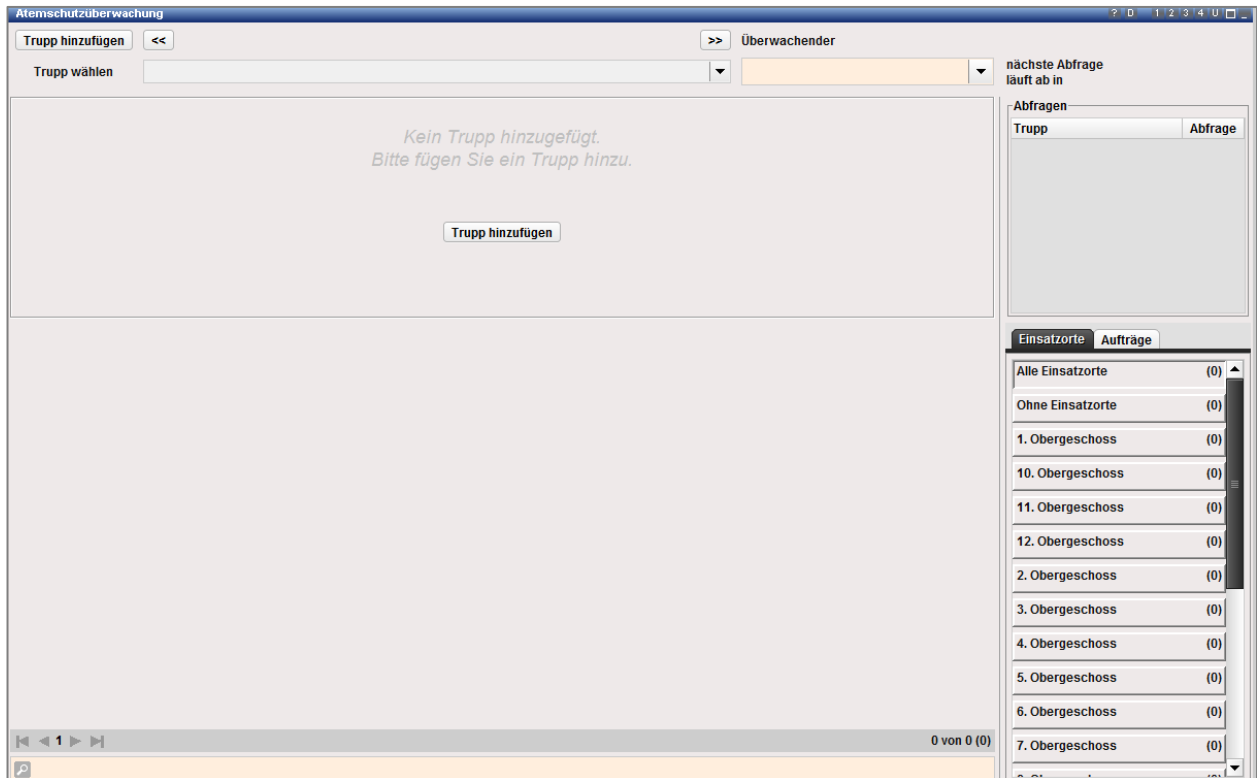 Atemschutzüberwachung
? D 1 2 3 4 U
Trupp hinzufügen << >> Überwachender
Trupp wählen
nächste Abfrage
läuft ab in
Kein Trupp hinzugefügt.
Bitte fügen Sie ein Trupp hinzu.
Trupp hinzufügen
Abfragen
Trupp Abfrage
Einsatzorte Aufträge
Alle Einsatzorte (0)
Ohne Einsatzorte (0)
1. Obergeschoss (0)
10. Obergeschoss (0)
11. Obergeschoss (0)
12. Obergeschoss (0)
2. Obergeschoss (0)
3. Obergeschoss (0)
4. Obergeschoss (0)
5. Obergeschoss (0)
6. Obergeschoss (0)
7. Obergeschoss (0)
1 0 von 0 (0)